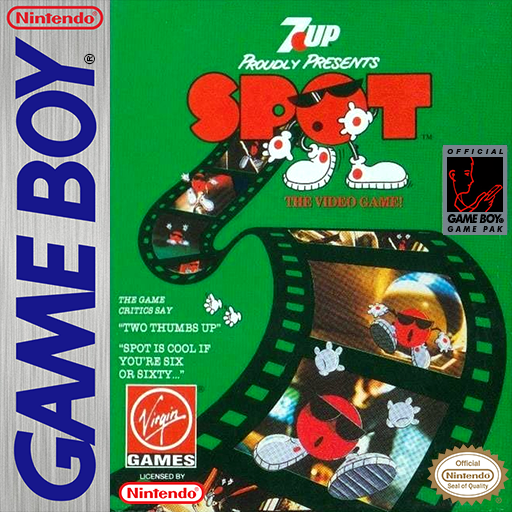 Nintendo
GAME BOY
®
7UP
PROUDLY PRESENTS
SPOT
TM
THE VIDEO GAME!
OFFICIAL
GAME BOY®
GAME PAK
THE GAME
CRITICS SAY
"TWO THUMBS UP"
"SPOT IS COOL IF
YOU'RE SIX
OR SIXTY..."
Virgin
GAMES
LICENSED BY
Nintendo
Official
Nintendo
Seal of Quality